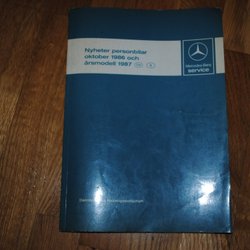 Nyheter personbilar
oktober 1986 och
årsmodell 1987
Mercedes-Benz
service